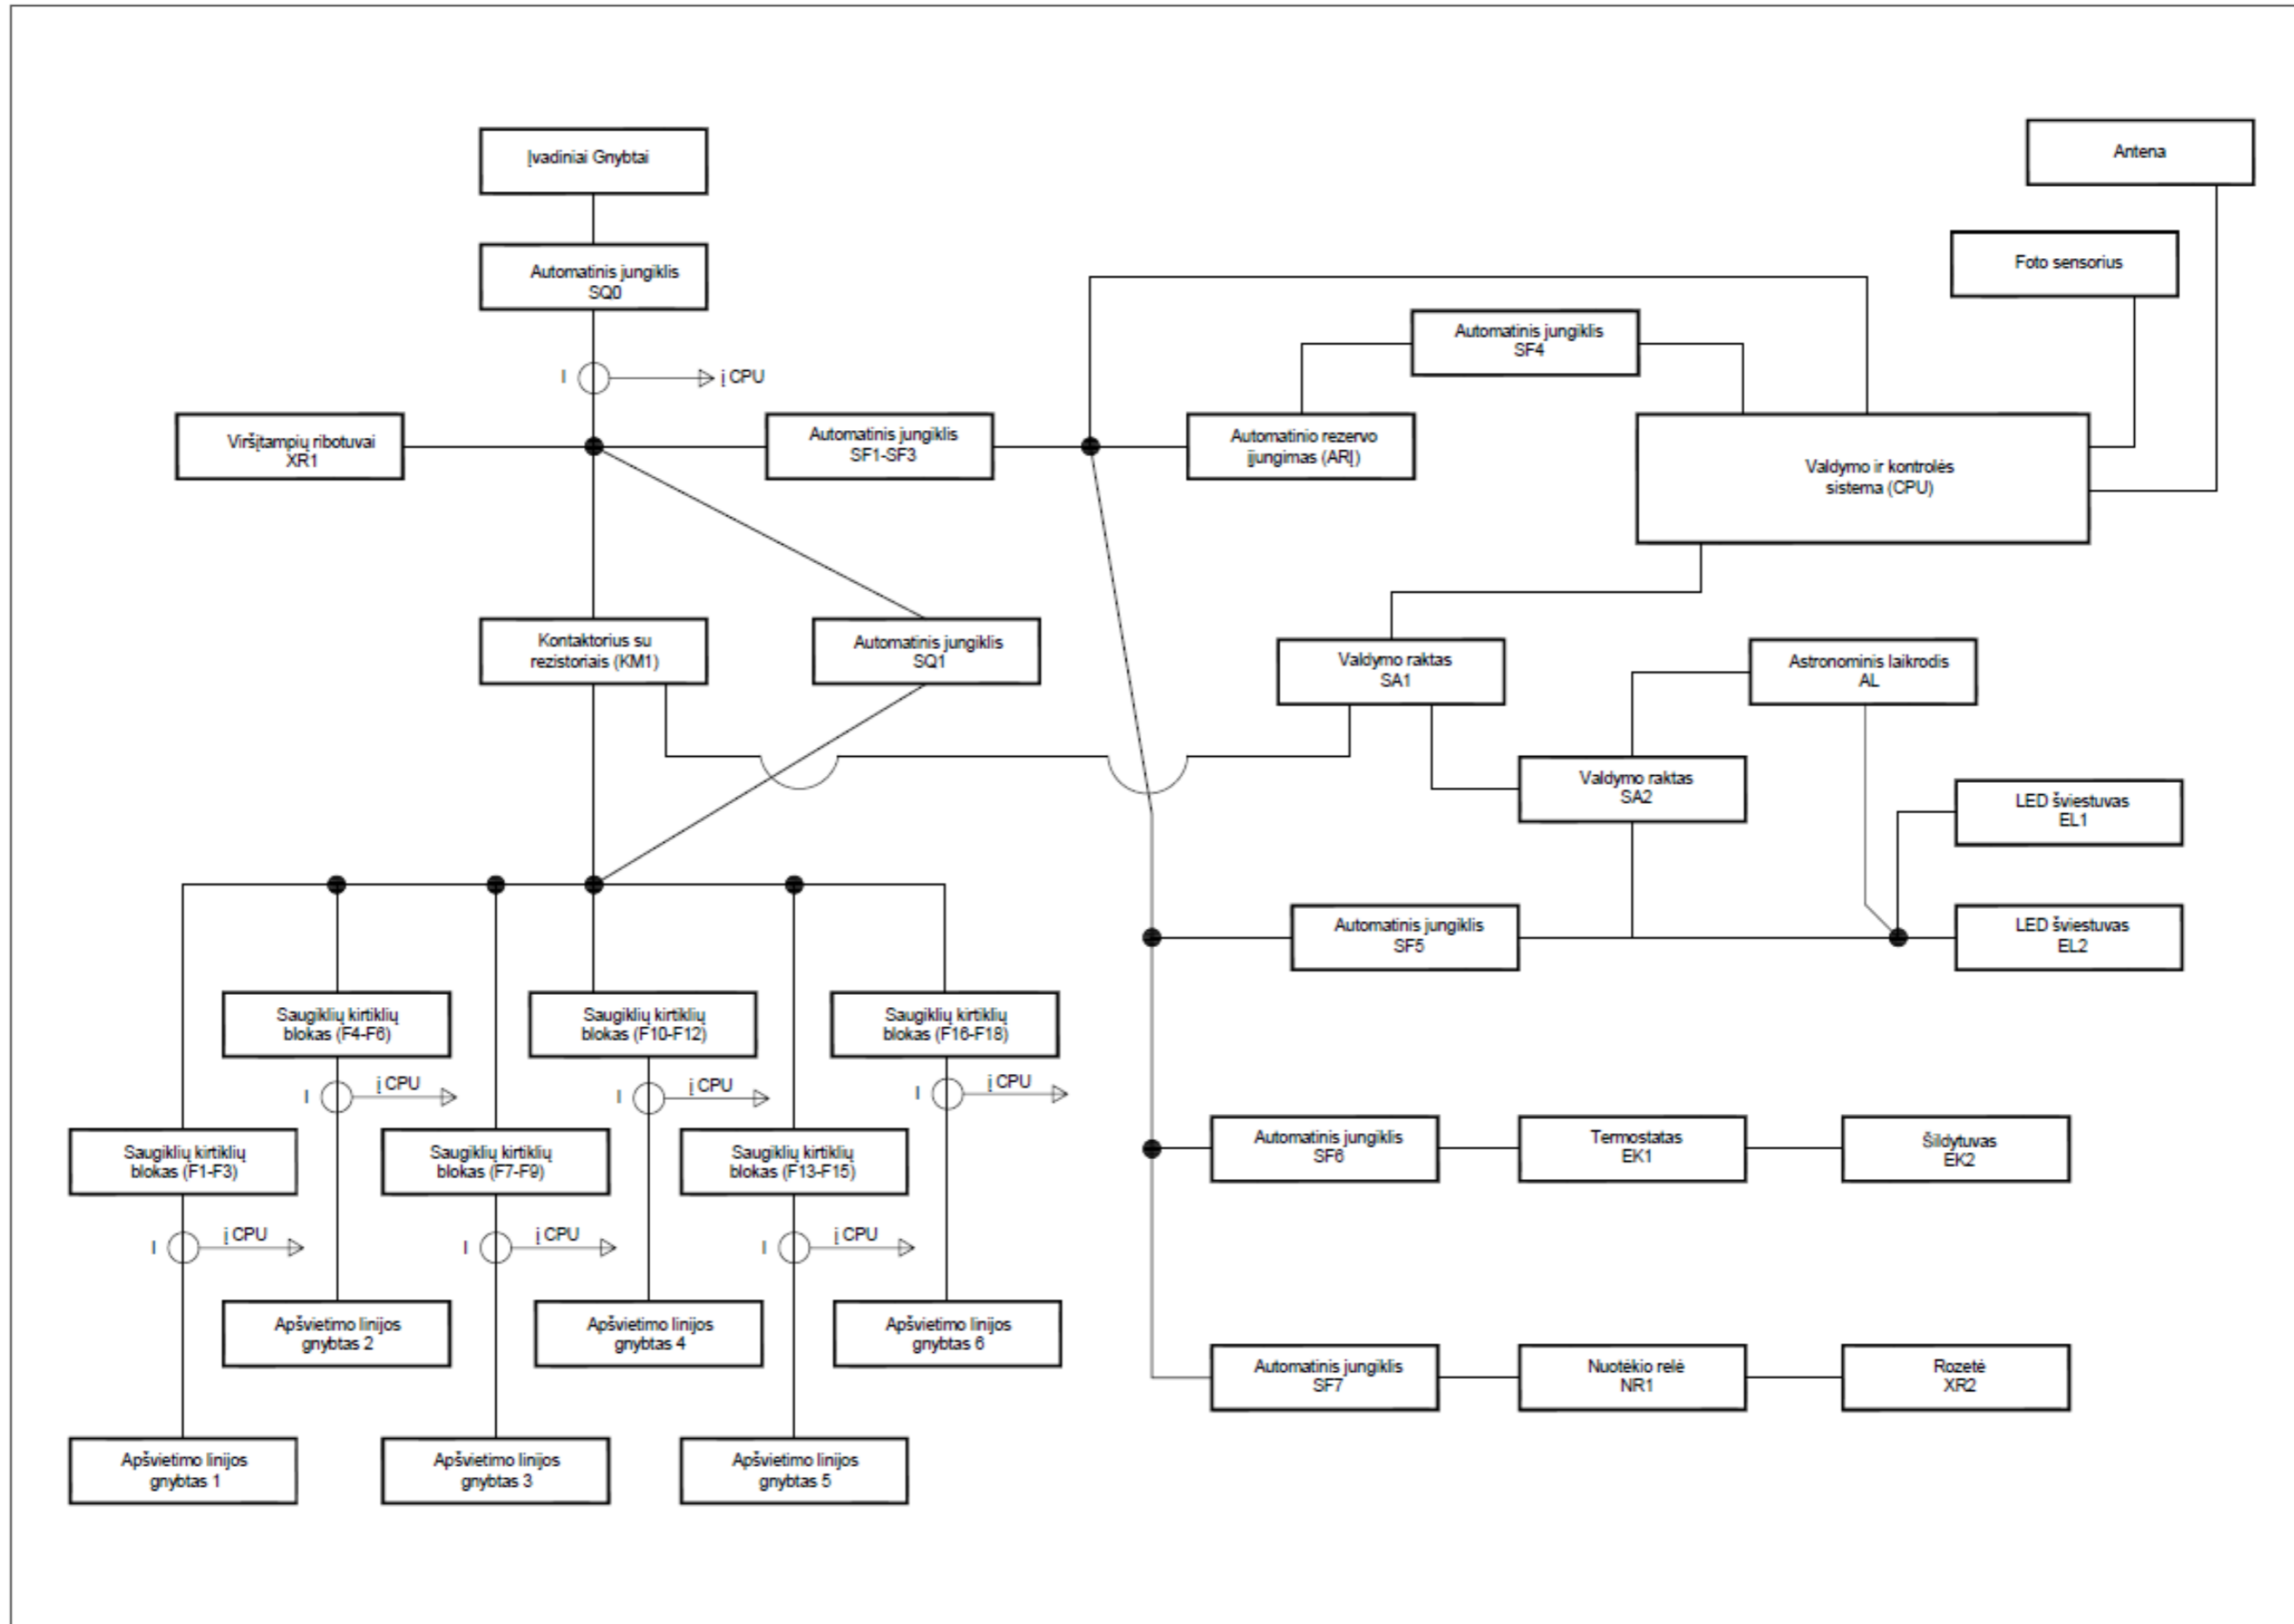 Įvadiniai Gnybtai
Antena
Foto sensorius
Automatinis jungiklis
SQ0
Automatinis jungiklis
SF4
I
į CPU
Viršįtampių ribotuvai
XR1
Automatinis jungiklis
SF1-SF3
Automatinio rezervo
įjungimas (ARĮ)
Valdymo ir kontrolės
sistema (CPU)
Kontaktorius su
rezistoriais (KM1)
Automatinis jungiklis
SQ1
Valdymo raktas
SA1
Astronominis laikrodis
AL
Valdymo raktas
SA2
LED šviestuvas
EL1
Automatinis jungiklis
SF5
LED šviestuvas
EL2
Saugiklių kirtiklių
blokas (F4-F6)
Saugiklių kirtiklių
blokas (F10-F12)
Saugiklių kirtiklių
blokas (F16-F18)
I
į CPU
I
į CPU
I
į CPU
Saugiklių kirtiklių
blokas (F1-F3)
Saugiklių kirtiklių
blokas (F7-F9)
Saugiklių kirtiklių
blokas (F13-F15)
Automatinis jungiklis
SF6
Termostatas
EK1
Šildytuvas
EK2
I
į CPU
I
į CPU
I
į CPU
Apšvietimo linijos
gnybtas 2
Apšvietimo linijos
gnybtas 4
Apšvietimo linijos
gnybtas 6
Automatinis jungiklis
SF7
Nuotėkio relė
NR1
Rozetė
XR2
Apšvietimo linijos
gnybtas 1
Apšvietimo linijos
gnybtas 3
Apšvietimo linijos
gnybtas 5